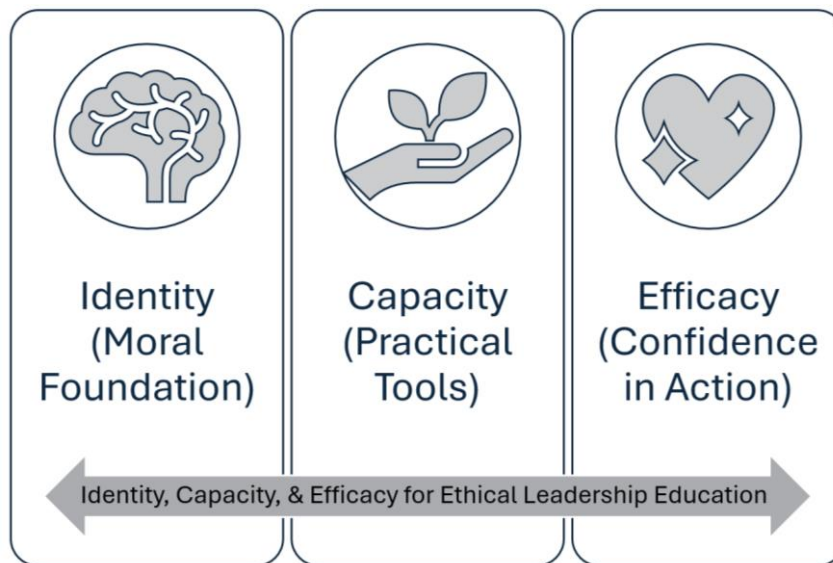 Identity
(Moral
Foundation)
Capacity
(Practical
Tools)
Efficacy
(Confidence
in Action)
Identity, Capacity, & Efficacy for Ethical Leadership Education